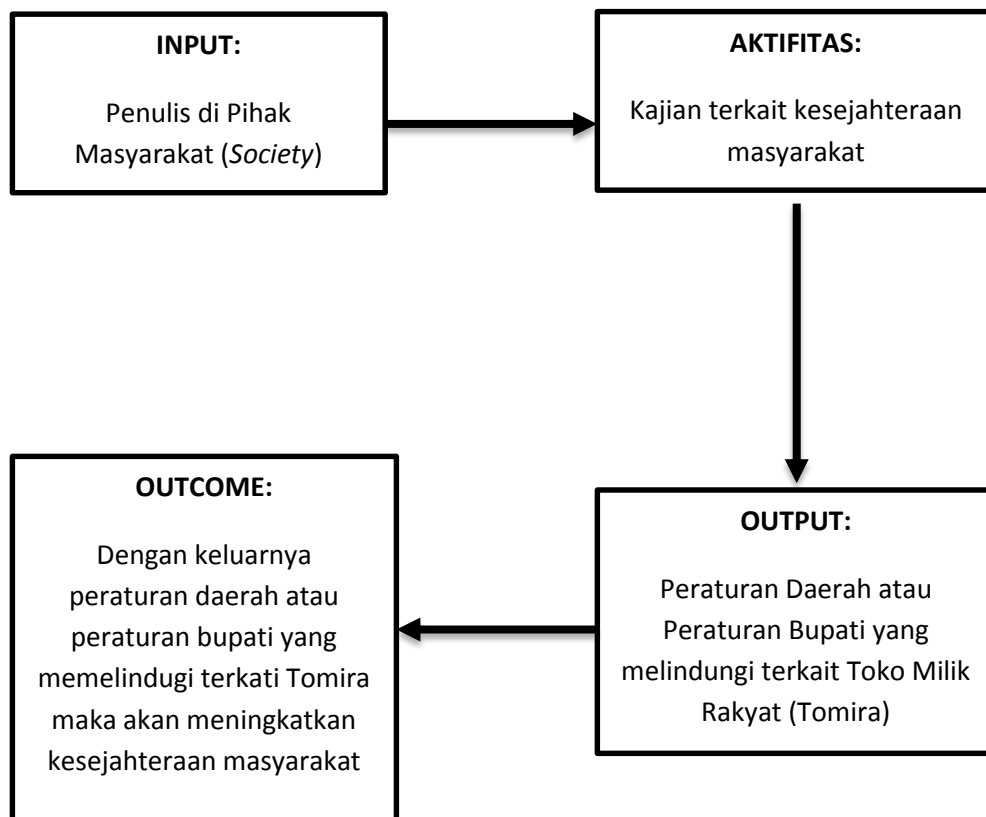 INPUT:
Penulis di Pihak
Masyarakat (Society)
AKTIFITAS:
Kajian terkait kesejahteraan
masyarakat
OUTPUT:
Peraturan Daerah atau
Peraturan Bupati yang
melindungi terkait Toko Milik
Rakyat (Tomira)
OUTCOME:
Dengan keluarnya
peraturan daerah atau
peraturan bupati yang
memelindugi terkati Tomira
maka akan meningkatkan
kesejahteraan masyarakat